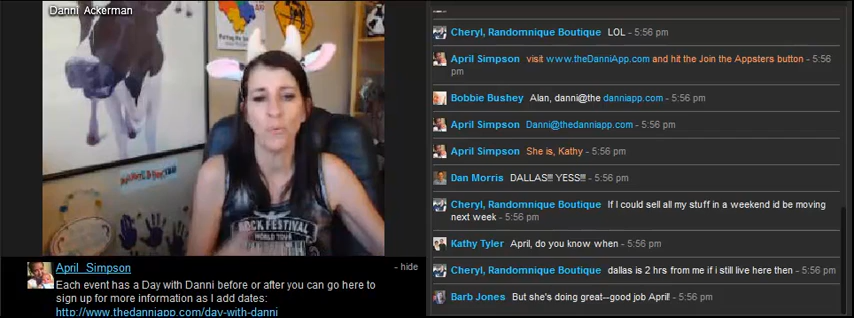 Danni Ackerman
ROCK FESTIVAL
WORLD TOUR
April Simpson
- hide
Each event has a Day with Danni before or after you can go here to
sign up for more information as I add dates:
http://www.thedanniapp.com/day-with-danni
Cheryl, Randomnique Boutique LOL - 5:56 pm
April Simpson visit www.theDanniApp.com and hit the Join the Appsters button - 5:56
pm
Bobbie Bushey Alan, danni@the danniapp.com - 5:56 pm
April Simpson Danni@thedanniapp.com - 5:56 pm
April Simpson She is, Kathy - 5:56 pm
Dan Morris DALLAS!!! YESS!!! - 5:56 pm
Cheryl, Randomnique Boutique If I could sell all my stuff in a weekend id be moving
next week - 5:56 pm
Kathy Tyler April, do you know when - 5:56 pm
Cheryl, Randomnique Boutique dallas is 2 hrs from me if i still live here then - 5:56 pm
Barb Jones But she's doing great--good job April! - 5:56 pm